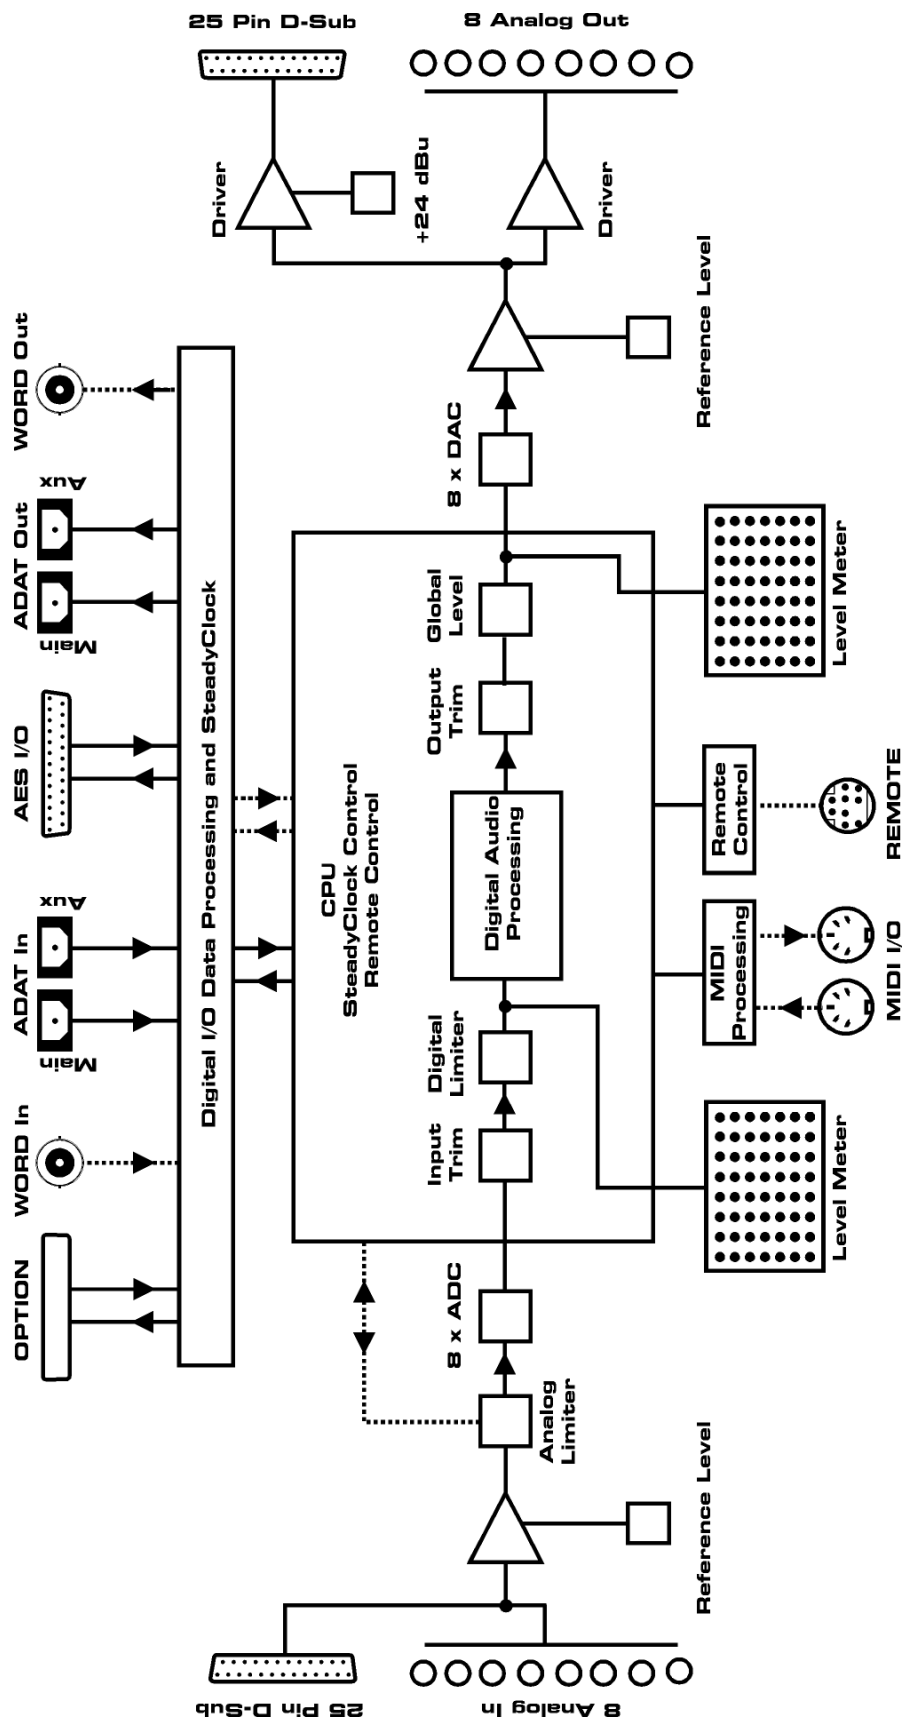 25 Pin D-Sub
8 Analog Out
Driver
+24 dBu
Driver
Reference Level
WORD Out
Aux
ADAT Out
Main
8 x DAC
Global
Level
Output
Trim
Level Meter
AES I/O
Digital I/O Data Processing and SteadyClock
CPU
SteadyClock Control
Remote Control
Digital Audio
Processing
Remote
Control
REMOTE
Aux
ADAT In
Main
Digital
Limiter
Input
Trim
MIDI
Processing
MIDI I/O
Level Meter
WORD In
OPTION
8 x ADC
Analog
Limiter
Reference Level
25 Pin D-Sub
8 Analog In